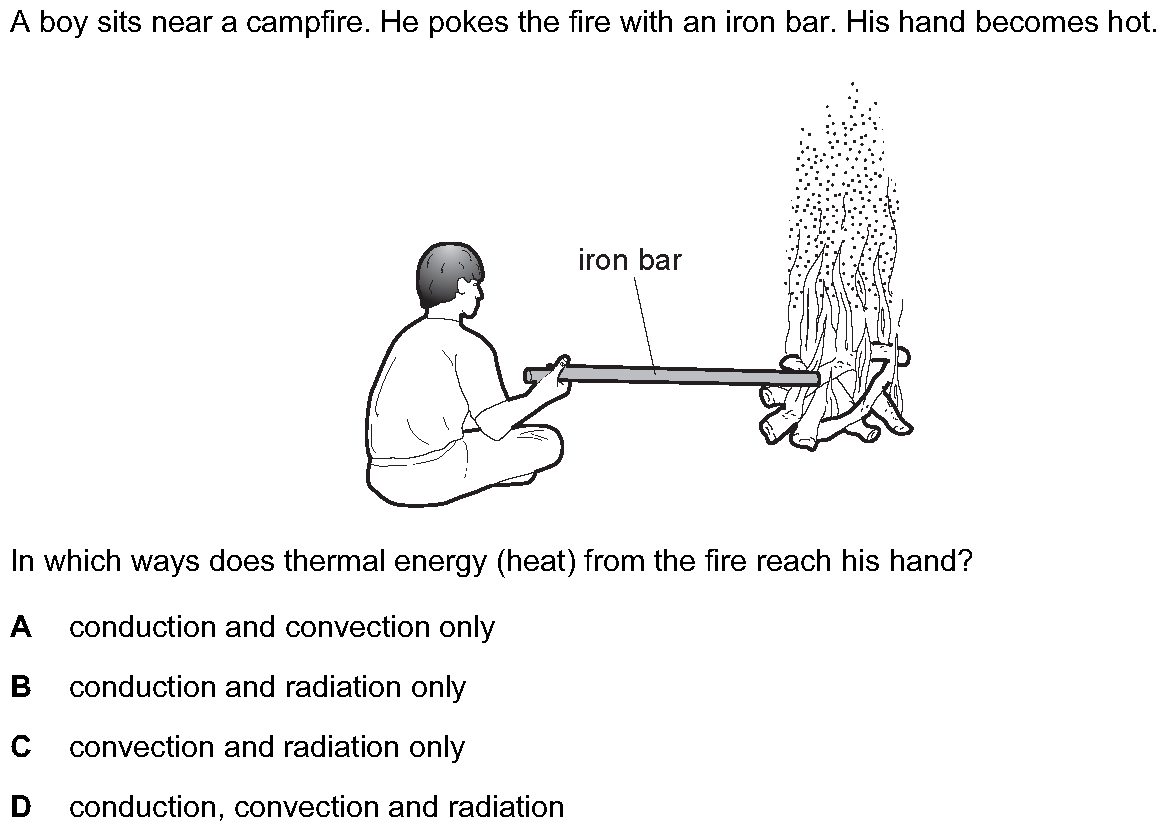 A boy sits near a campfire. He pokes the fire with an iron bar. His hand becomes hot.
iron bar
In which ways does thermal energy (heat) from the fire reach his hand?
A conduction and convection only
B conduction and radiation only
C convection and radiation only
D conduction, convection and radiation